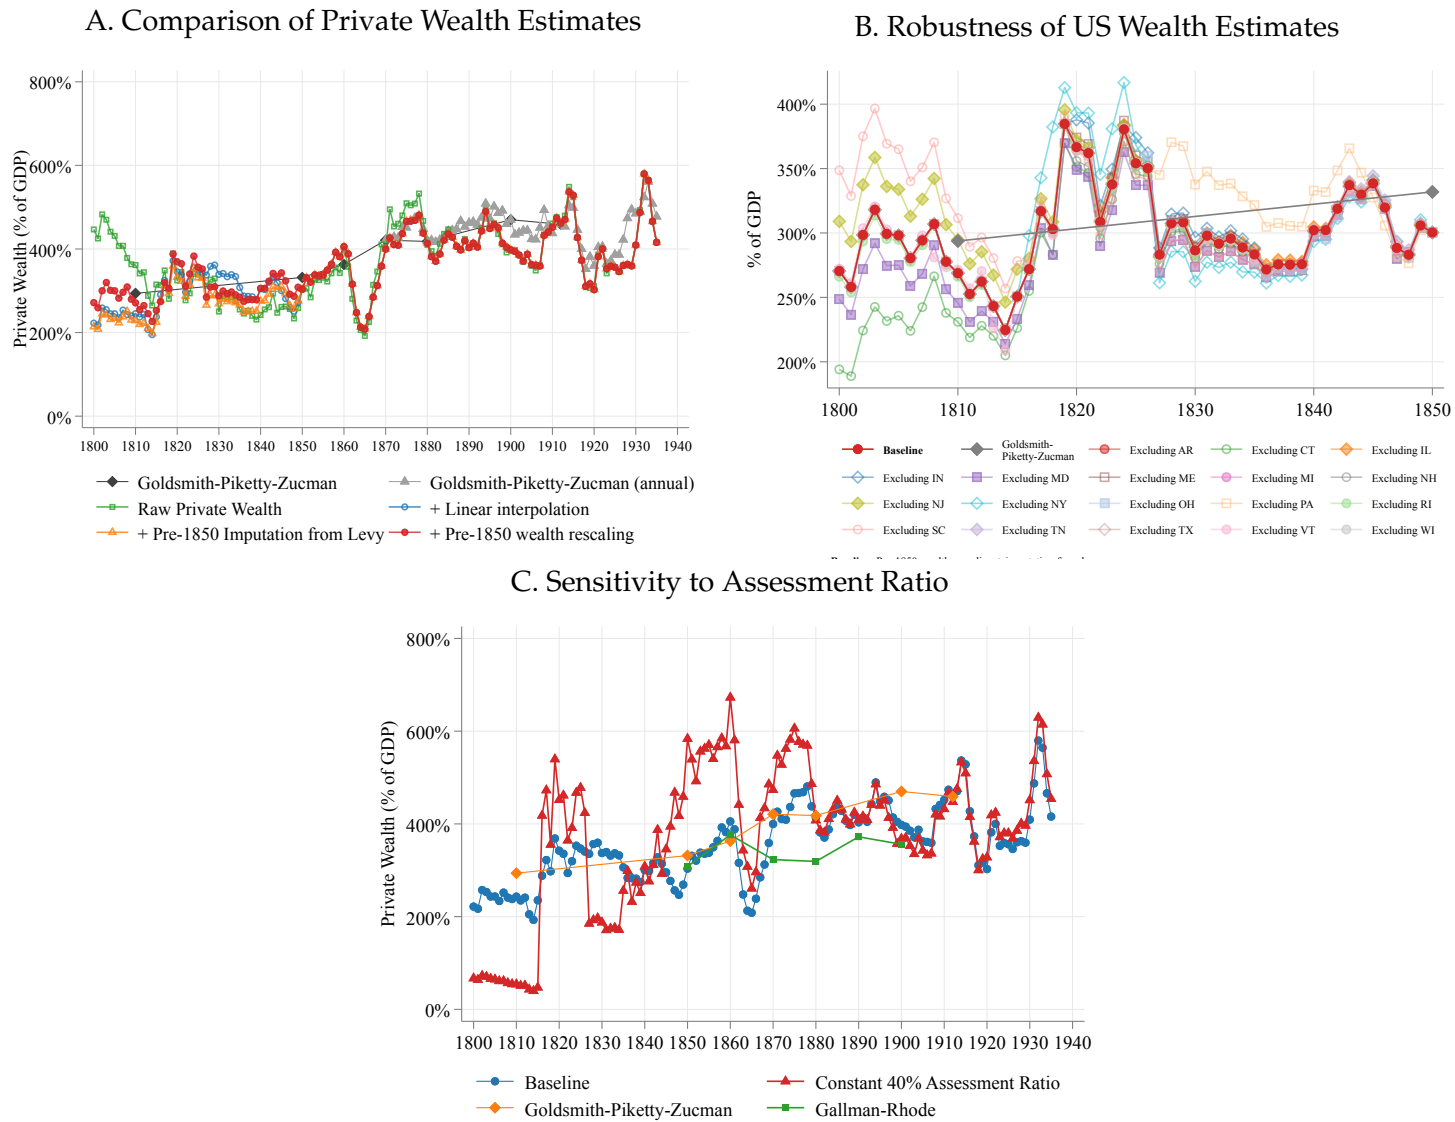 A. Comparison of Private Wealth Estimates
Private Wealth (% of GDP)
800%
600%
400%
200%
0%
1800 1810 1820 1830 1840 1850 1860 1870 1880 1890 1900 1910 1920 1930 1940
Goldsmith-Piketty-Zucman
Goldsmith-Piketty-Zucman (annual)
Raw Private Wealth
+ Linear interpolation
+ Pre-1850 Imputation from Levy
+ Pre-1850 wealth rescaling
B. Robustness of US Wealth Estimates
% of GDP
400%
350%
300%
250%
200%
1800 1810 1820 1830 1840 1850
Baseline
Goldsmith-
Piketty-Zucman
Excluding AR
Excluding CT
Excluding IL
Excluding IN
Excluding MD
Excluding ME
Excluding MI
Excluding NH
Excluding NJ
Excluding NY
Excluding OH
Excluding PA
Excluding RI
Excluding SC
Excluding TN
Excluding TX
Excluding VT
Excluding WI
C. Sensitivity to Assessment Ratio
Private Wealth (% of GDP)
800%
600%
400%
200%
0%
1800 1810 1820 1830 1840 1850 1860 1870 1880 1890 1900 1910 1920 1930 1940
Baseline
Constant 40% Assessment Ratio
Goldsmith-Piketty-Zucman
Gallman-Rhode